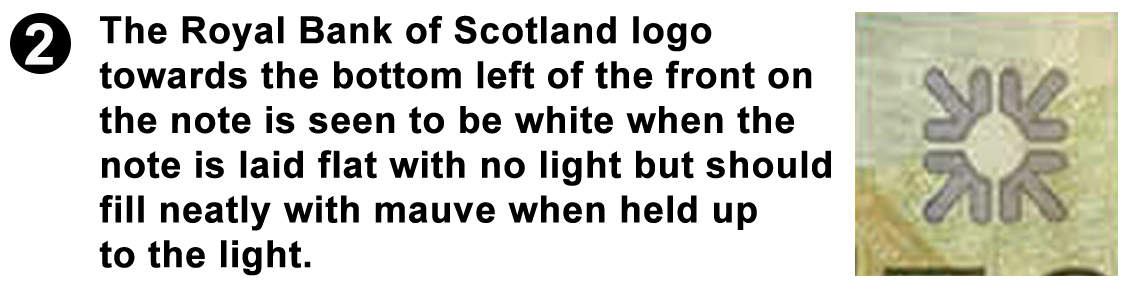 2 The Royal Bank of Scotland logo
towards the bottom left of the front on
the note is seen to be white when the
note is laid flat with no light but should
fill neatly with mauve when held up
to the light.